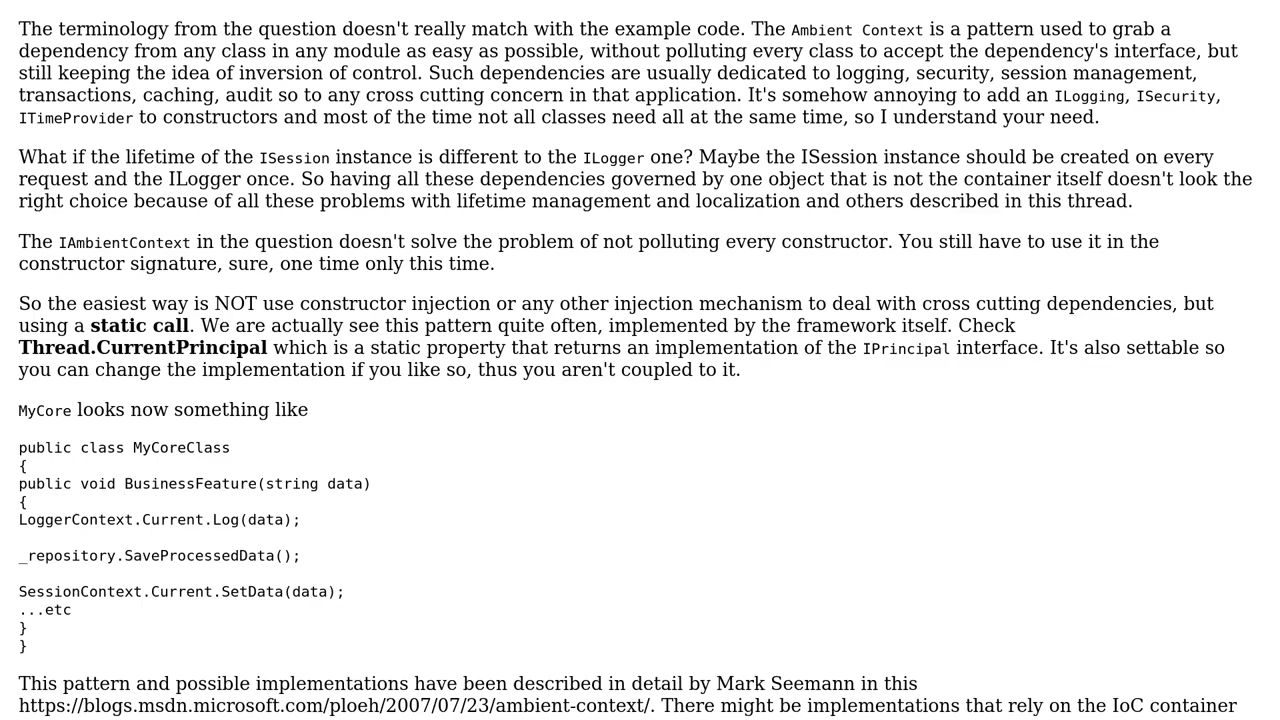 The terminology from the question doesn't really match with the example code. The Ambient Context is a pattern used to grab a
dependency from any class in any module as easy as possible, without polluting every class to accept the dependency's interface, but
still keeping the idea of inversion of control. Such dependencies are usually dedicated to logging, security, session management,
transactions, caching, audit so to any cross cutting concern in that application. It's somehow annoying to add an ILogging, ISecurity,
ITimeProvider to constructors and most of the time not all classes need all at the same time, so I understand your need.
What if the lifetime of the ISession instance is different to the ILogger one? Maybe the ISession instance should be created on every
request and the ILogger once. So having all these dependencies governed by one object that is not the container itself doesn't look the
right choice because of all these problems with lifetime management and localization and others described in this thread.
The IAmbientContext in the question doesn't solve the problem of not polluting every constructor. You still have to use it in the
constructor signature, sure, one time only this time.
So the easiest way is NOT use constructor injection or any other injection mechanism to deal with cross cutting dependencies, but
using a static call. We are actually see this pattern quite often, implemented by the framework itself. Check
Thread.CurrentPrincipal which is a static property that returns an implementation of the IPrincipal interface. It's also settable so
you can change the implementation if you like so, thus you aren't coupled to it.
MyCore looks now something like
public class MyCoreClass
{
public void BusinessFeature(string data)
{
LoggerContext.Current.Log(data);
_repository.SaveProcessedData();
SessionContext.Current.SetData(data);
...etc
}
}
This pattern and possible implementations have been described in detail by Mark Seemann in this
https://blogs.msdn.microsoft.com/ploeh/2007/07/23/ambient-context/. There might be implementations that rely on the IoC container